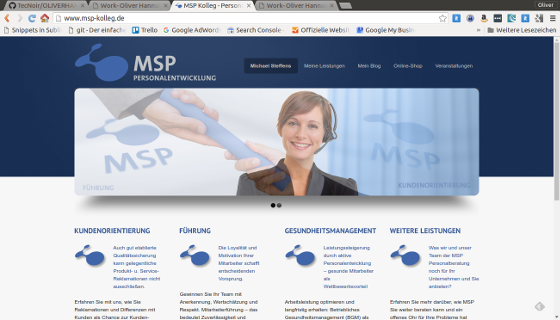 TecNoir/OLIVERHA
Work-Oliver Hann
MSP Kolleg - Person
Work-Oliver Hann
Oliver
www.msp-kolleg.de
Snippets in Subl
git - Der einfach
Trello
Google AdWord
Search Console
Offizielle Websit
Google My Busi
» Weitere Lesezeichen
MSP
PERSONALENTWICKLUNG
Michael Steffens
Meine Leistungen
Mein Blog
Online-Shop
Veranstaltungen
MSP
MSP
FÜHRUNG
KUNDENORIENTIERUNG
KUNDENORIENTIERUNG
Auch gut etablierte
Qualitätssicherung
kann gelegentliche
Produkt- u. Service-
Reklamationen nicht
ausschließen.
Erfahren Sie mit uns, wie Sie
Reklamationen und Differenzen mit
Kunden als Chance zur Kunden
FÜHRUNG
Die Loyalität und
Motivation Ihrer
Mitarbeiter schafft
entscheidenden
Vorsprung.
Gewinnen Sie Ihr Team mit
Anerkennung, Wertschätzung und
Respekt. Mitarbeiterführung – das
bedeutet Zuverlässigkeit und
GESUNDHEITSMANAGEMENT
Leistungssteigerung
durch aktive
Personalentwicklung
– gesunde Mitarbeiter
als
Wettbewerbsvorteil!
Arbeitsleistung optimieren und
langfristig erhalten. Betriebliches
Gesundheitsmanagement (BGM) als
WEITERE LEISTUNGEN
Was wir und unser
Team der MSP
Personalberatung
noch für Ihr
Unternehmen und Sie
anbieten?
Erfahren Sie mehr darüber, wie MSP
Sie weiter beraten kann und ein
offenes Ohr für Ihre Probleme hat